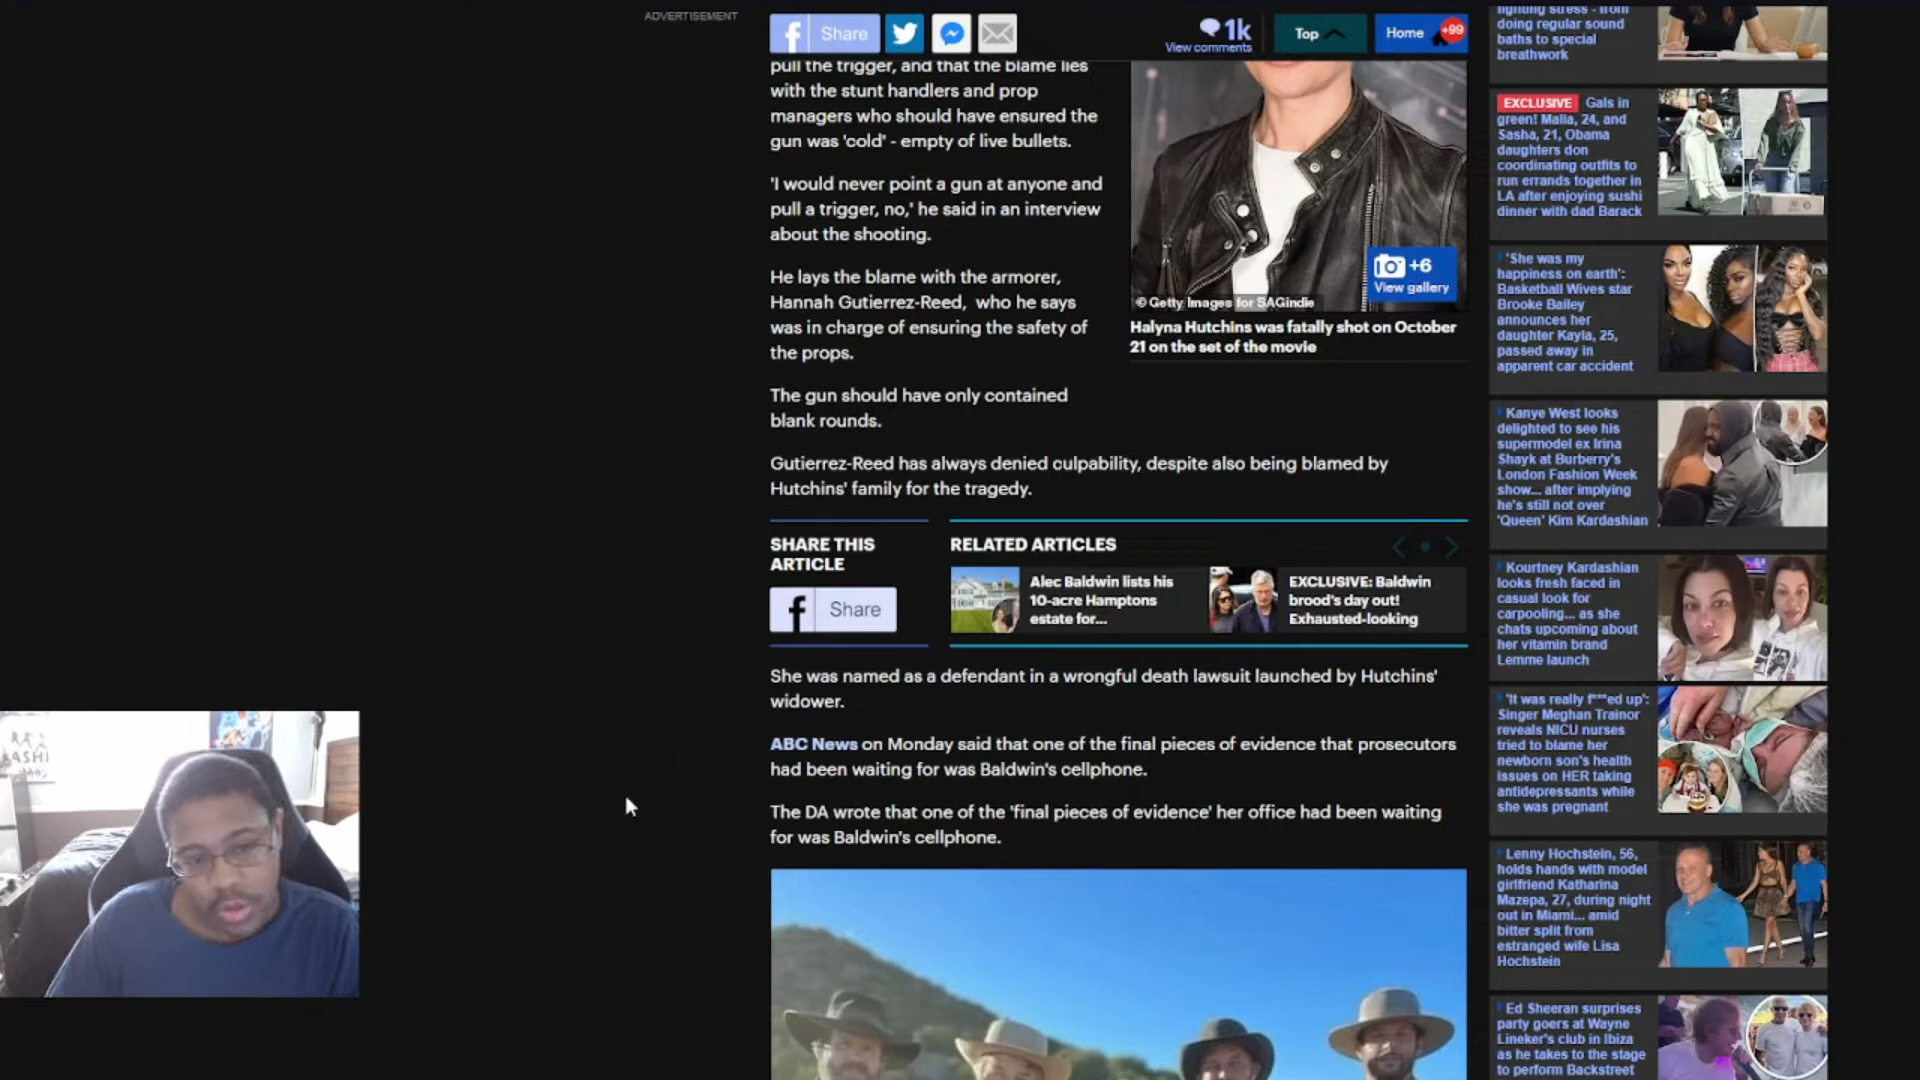 ADVERTISEMENT
Share
1k
View comments
Top
Home
+99
pull the trigger, and that the blame lies
with the stunt handlers and prop
managers who should have ensured the
gun was 'cold' - empty of live bullets.
'I would never point a gun at anyone and
pull a trigger, no,' he said in an interview
about the shooting.
He lays the blame with the armorer,
Hannah Gutierrez-Reed, who he says
was in charge of ensuring the safety of
the props.
The gun should have only contained
blank rounds.
+6
View gallery
© Getty Images for SAGindie
Halyna Hutchins was fatally shot on October
21 on the set of the movie
Gutierrez-Reed has always denied culpability, despite also being blamed by
Hutchins' family for the tragedy.
SHARE THIS
ARTICLE
Share
RELATED ARTICLES
Alec Baldwin lists his
10-acre Hamptons
estate for...
EXCLUSIVE: Baldwin
brood's day out!
Exhausted-looking
She was named as a defendant in a wrongful death lawsuit launched by Hutchins'
widower.
ABC News on Monday said that one of the final pieces of evidence that prosecutors
had been waiting for was Baldwin's cellphone.
The DA wrote that one of the 'final pieces of evidence' her office had been waiting
for was Baldwin's cellphone.
fighting stress - from
doing regular sound
baths to special
breathwork
EXCLUSIVE Gals in
green! Malia, 24, and
Sasha, 21, Obama
daughters don
coordinating outfits to
run errands together in
LA after enjoying sushi
dinner with dad Barack
'She was my
happiness on earth':
Basketball Wives star
Brooke Bailey
announces her
daughter Kayla, 25,
passed away in
apparent car accident
Kanye West looks
delighted to see his
supermodel ex Irina
Shayk at Burberry's
London Fashion Week
show... after implying
he's still not over
'Queen' Kim Kardashian
Kourtney Kardashian
looks fresh faced in
casual look for
carpooling... as she
chats upcoming about
her vitamin brand
Lemme launch
'It was really f***ed up':
Singer Meghan Trainor
reveals NICU nurses
tried to blame her
newborn son's health
issues on HER taking
antidepressants while
she was pregnant
Lenny Hochstein, 56,
holds hands with model
girlfriend Katharina
Mazepa, 27, during night
out in Miami... amid
bitter split from
estranged wife Lisa
Hochstein
Ed Sheeran surprises
party goers at Wayne
Lineker's club in Ibiza
as he takes to the stage
to perform Backstreet